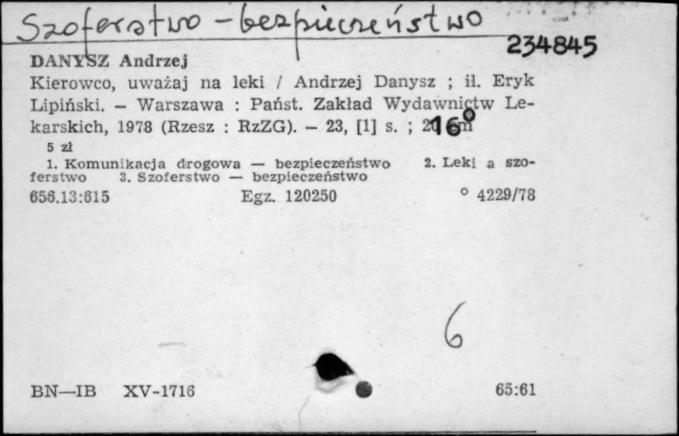 Szoferstwo – bezpieczeństwo
234845
DANYSZ Andrzej
Kierowco, uważaj na leki / Andrzej Danysz ; il. Eryk
Lipiński. – Warszawa : Państ. Zakład Wydawnictw Le-
karskich, 1978 (Rzesz : RzZG). – 23, [1] s. ; 16°
5 zł
1. Komunikacja drogowa — bezpieczeństwo 2. Leki a szo-
ferstwo 3. Szoferstwo — bezpieczeństwo
656.13:615 Egz. 120250 ° 4229/78
6
BN—IB XV-1716 65:61